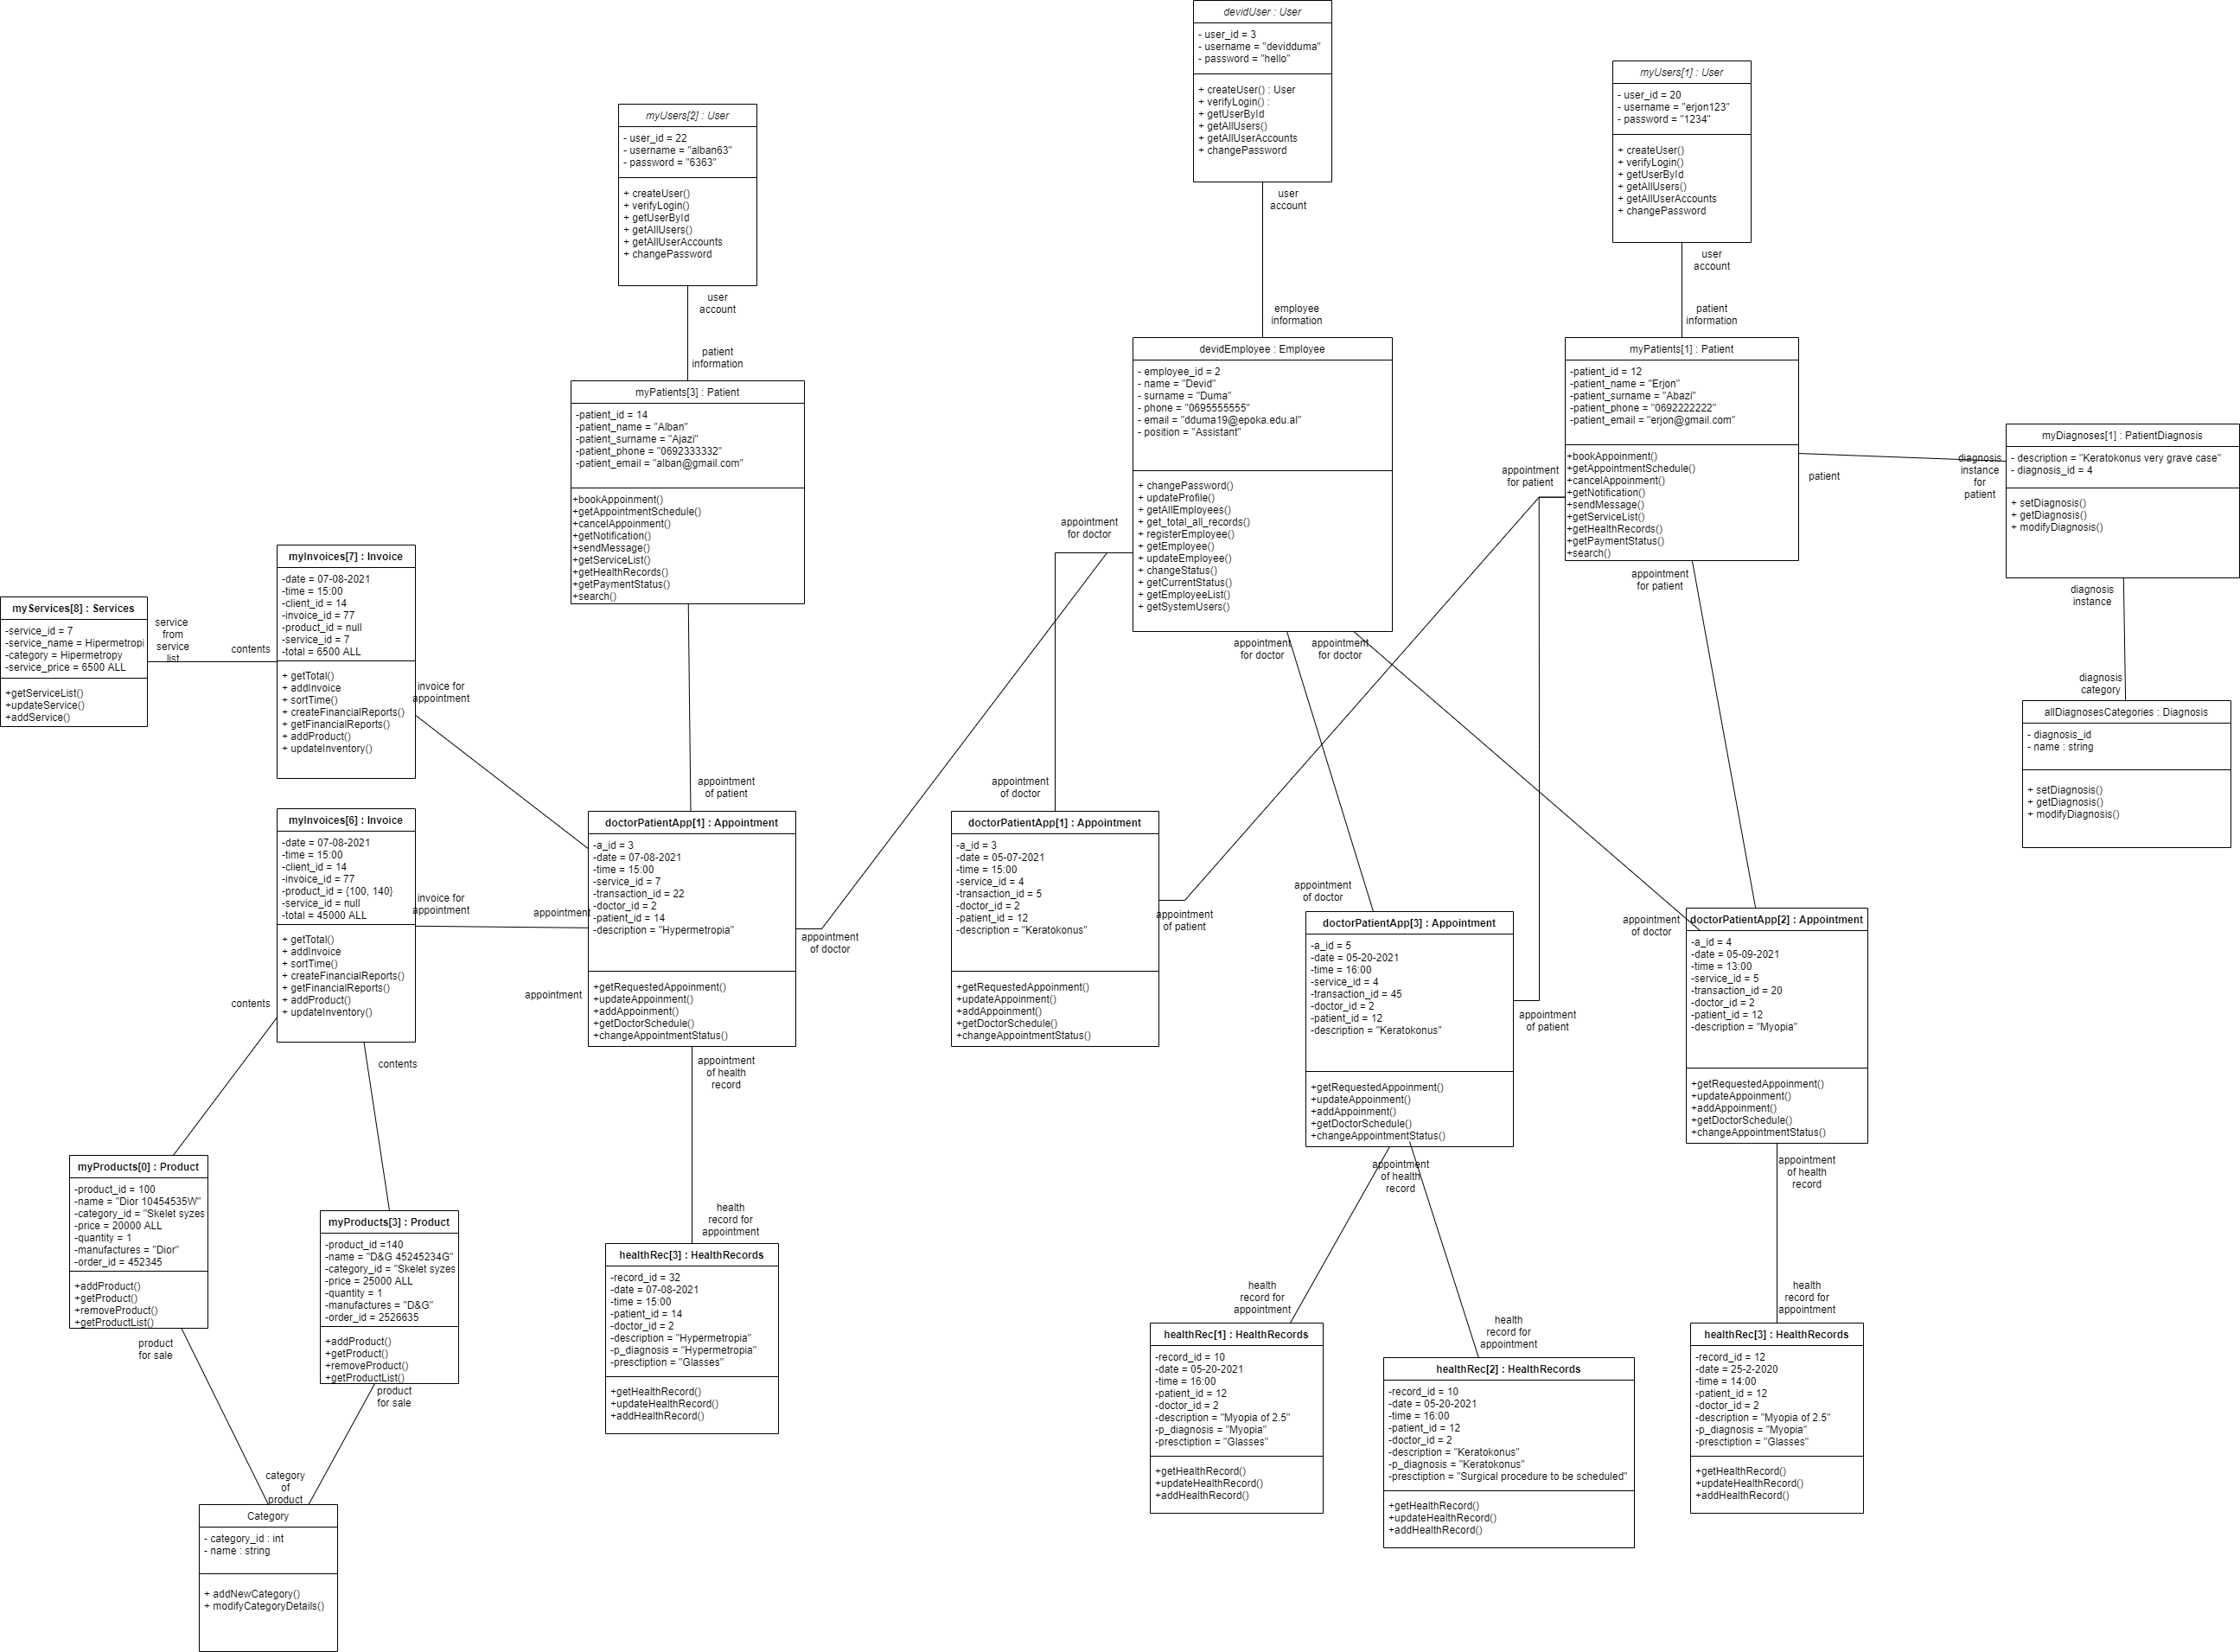 devidUser : User
- user_id = 3
- username = "devidduma"
- password = "hello"
+ createUser() : User
+ verifyLogin() :
+ getUserById
+ getAllUsers()
+ getAllUserAccounts
+ changePassword
user
account
employee
information
myUsers[1] : User
- user_id = 20
- username = "erjon123"
- password = "1234"
+ createUser()
+ verifyLogin()
+ getUserById
+ getAllUsers()
+ getAllUserAccounts
+ changePassword
user
account
patient
information
myUsers[2] : User
- user_id = 22
- username = "alban63"
- password = "6363"
+ createUser()
+ verifyLogin()
+ getUserById
+ getAllUsers()
+ getAllUserAccounts
+ changePassword
user
account
patient
information
myPatients[3] : Patient
-patient_id = 14
-patient_name = "Alban"
-patient_surname = "Ajazi"
-patient_phone = "0692333332"
-patient_email = "alban@gmail.com"
+bookAppoinment()
+getAppointmentSchedule()
+cancelAppoinment()
+getNotification()
+sendMessage()
+getServiceList()
+getHealthRecords()
+getPaymentStatus()
+search()
devidEmployee : Employee
- employee_id = 2
- name = "Devid"
- surname = "Duma"
- phone = "0695555555"
- email = "dduma19@epoka.edu.al"
- position = "Assistant"
+ changePassword()
+ updateProfile()
+ getAllEmployees()
+ get_total_all_records()
+ registerEmployee()
+ getEmployee()
+ updateEmployee()
+ changeStatus()
+ getCurrentStatus()
+ getEmployeeList()
+ getSystemUsers()
appointment
for doctor
appointment
for doctor
appointment
for doctor
myPatients[1] : Patient
-patient_id = 12
-patient_name = "Erjon"
-patient_surname = "Abazi"
-patient_phone = "0692222222"
-patient_email = "erjon@gmail.com"
+bookAppoinment()
+getAppointmentSchedule()
+cancelAppoinment()
+getNotification()
+sendMessage()
+getServiceList()
+getHealthRecords()
+getPaymentStatus()
+search()
appointment
for patient
appointment
for patient
patient
diagnosis
instance
for
patient
myDiagnoses[1] : PatientDiagnosis
- description = "Keratokonus very grave case"
- diagnosis_id = 4
+ setDiagnosis()
+ getDiagnosis()
+ modifyDiagnosis()
diagnosis
instance
diagnosis
category
allDiagnosesCategories : Diagnosis
- diagnosis_id
- name : string
+ setDiagnosis()
+ getDiagnosis()
+ modifyDiagnosis()
myServices[8] : Services
-service_id = 7
-service_name = Hipermetropi
-category = Hipermetropy
-service_price = 6500 ALL
+getServiceList()
+updateService()
+addService()
service
from
service
list
contents
myInvoices[7] : Invoice
-date = 07-08-2021
-time = 15:00
-client_id = 14
-invoice_id = 77
-product_id = null
-service_id = 7
-total = 6500 ALL
+ getTotal()
+ addInvoice
+ sortTime()
+ createFinancialReports()
+ getFinancialReports()
+ addProduct()
+ updateInventory()
invoice for
appointment
myInvoices[6] : Invoice
-date = 07-08-2021
-time = 15:00
-client_id = 14
-invoice_id = 77
-product_id = {100, 140}
-service_id = null
-total = 45000 ALL
+ getTotal()
+ addInvoice
+ sortTime()
+ createFinancialReports()
+ getFinancialReports()
+ addProduct()
+ updateInventory()
invoice for
appointment
appointment
appointment
contents
contents
appointment
of patient
doctorPatientApp[1] : Appointment
-a_id = 3
-date = 07-08-2021
-time = 15:00
-service_id = 7
-transaction_id = 22
-doctor_id = 2
-patient_id = 14
-description = "Hypermetropia"
+getRequestedAppoinment()
+updateAppoinment()
+addAppoinment()
+getDoctorSchedule()
+changeAppointmentStatus()
appointment
of doctor
appointment
of doctor
doctorPatientApp[1] : Appointment
-a_id = 3
-date = 05-07-2021
-time = 15:00
-service_id = 4
-transaction_id = 5
-doctor_id = 2
-patient_id = 12
-description = "Keratokonus"
+getRequestedAppoinment()
+updateAppoinment()
+addAppoinment()
+getDoctorSchedule()
+changeAppointmentStatus()
appointment
of patient
appointment
of doctor
doctorPatientApp[3] : Appointment
-a_id = 5
-date = 05-20-2021
-time = 16:00
-service_id = 4
-transaction_id = 45
-doctor_id = 2
-patient_id = 12
-description = "Keratokonus"
+getRequestedAppoinment()
+updateAppoinment()
+addAppoinment()
+getDoctorSchedule()
+changeAppointmentStatus()
appointment
of patient
appointment
of doctor
doctorPatientApp[2] : Appointment
-a_id = 4
-date = 05-09-2021
-time = 13:00
-service_id = 5
-transaction_id = 20
-doctor_id = 2
-patient_id = 12
-description = "Myopia"
+getRequestedAppoinment()
+updateAppoinment()
+addAppoinment()
+getDoctorSchedule()
+changeAppointmentStatus()
appointment
of health
record
appointment
of health
record
appointment
of health
record
myProducts[0] : Product
-product_id = 100
-name = "Dior 10454535W"
-category_id = "Skelet syzes
-price = 20000 ALL
-quantity = 1
-manufactures = "Dior"
-order_id = 452345
+addProduct()
+getProduct()
+removeProduct()
+getProductList()
product
for sale
myProducts[3] : Product
-product_id =140
-name = "D&G 45245234G"
-category_id = "Skelet syzes
-price = 25000 ALL
-quantity = 1
-manufactures = "D&G"
-order_id = 2526635
+addProduct()
+getProduct()
+removeProduct()
+getProductList()
product
for sale
category
of
product
Category
- category_id : int
- name : string
+ addNewCategory()
+ modifyCategoryDetails()
health
record for
appointment
healthRec[3] : HealthRecords
-record_id = 32
-date = 07-08-2021
-time = 15:00
-patient_id = 14
-doctor_id = 2
-description = "Hypermetropia"
-p_diagnosis = "Hypermetropia"
-presctiption = "Glasses"
+getHealthRecord()
+updateHealthRecord()
+addHealthRecord()
health
record for
appointment
healthRec[1] : HealthRecords
-record_id = 10
-date = 05-20-2021
-time = 16:00
-patient_id = 12
-doctor_id = 2
-description = "Myopia of 2.5"
-p_diagnosis = "Myopia"
-presctiption = "Glasses"
+getHealthRecord()
+updateHealthRecord()
+addHealthRecord()
health
record for
appointment
healthRec[2] : HealthRecords
-record_id = 10
-date = 05-20-2021
-time = 16:00
-patient_id = 12
-doctor_id = 2
-description = "Keratokonus"
-p_diagnosis = "Keratokonus"
-presctiption = "Surgical procedure to be scheduled"
+getHealthRecord()
+updateHealthRecord()
+addHealthRecord()
health
record for
appointment
healthRec[3] : HealthRecords
-record_id = 12
-date = 25-2-2020
-time = 14:00
-patient_id = 12
-doctor_id = 2
-description = "Myopia of 2.5"
-p_diagnosis = "Myopia"
-presctiption = "Glasses"
+getHealthRecord()
+updateHealthRecord()
+addHealthRecord()